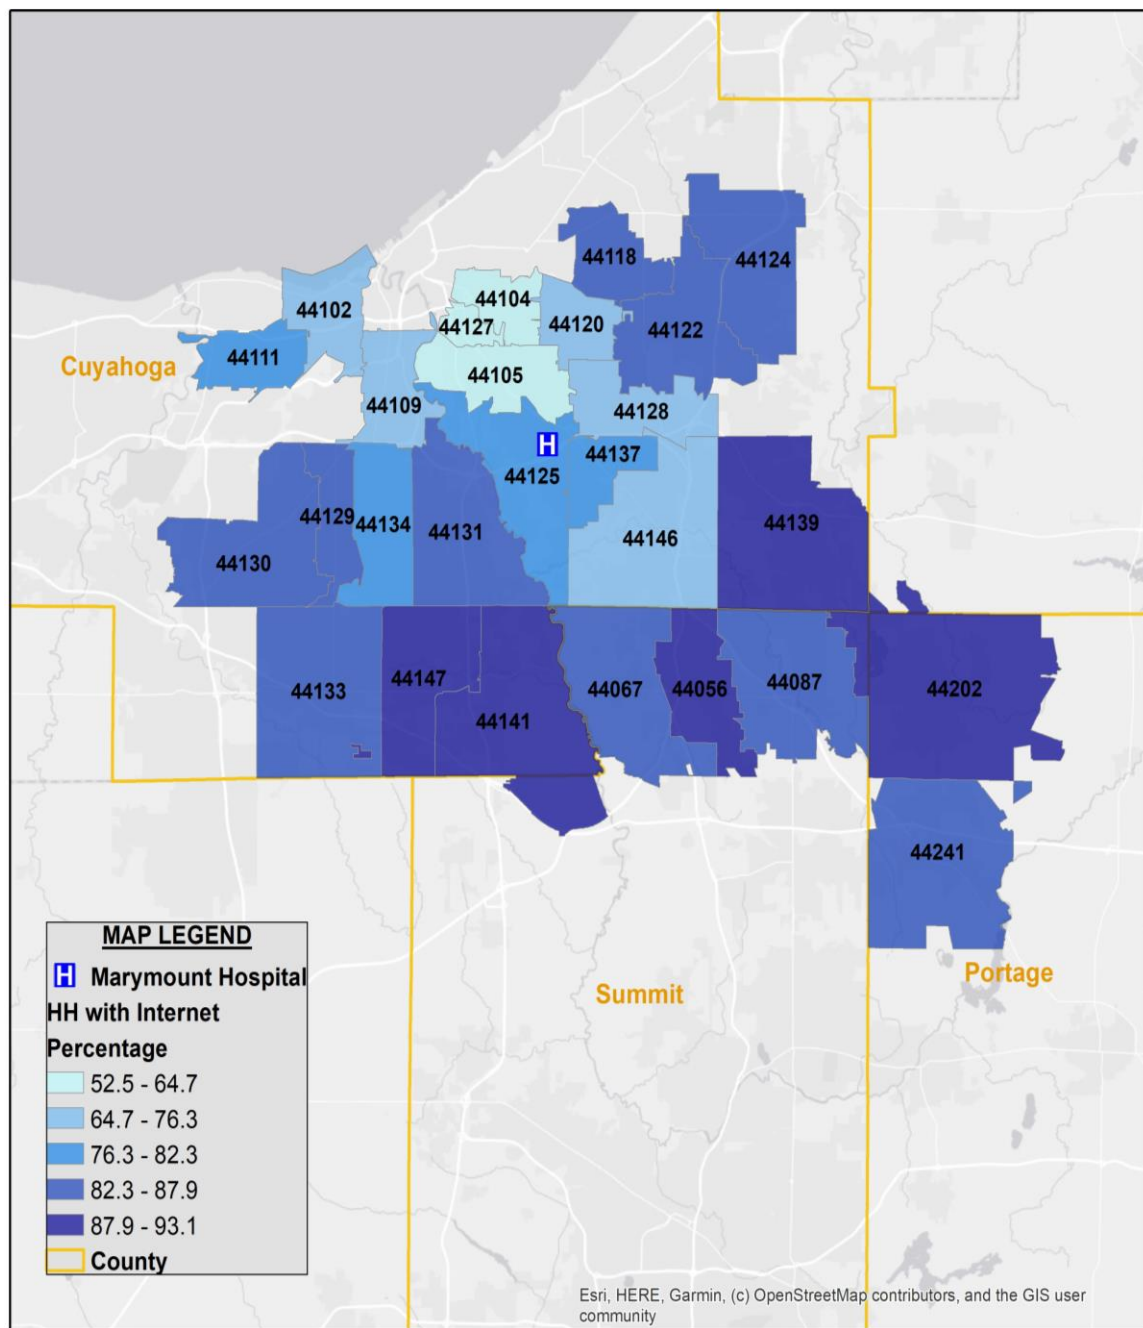 44118
44124
44102
44104
44127
44120
44122
44111
Cuyahoga
44105
44109
44128
H
44137
44125
44129
44134
44131
44139
44146
44130
44133
44147
44067
44056
44087
44202
44141
44241
Summit
Portage
MAP LEGEND
H Marymount Hospital
HH with Internet
Percentage
52.5 - 64.7
64.7 - 76.3
76.3 - 82.3
82.3 - 87.9
87.9 - 93.1
County
Esri, HERE, Garmin, (c) OpenStreetMap contributors, and the GIS user
community